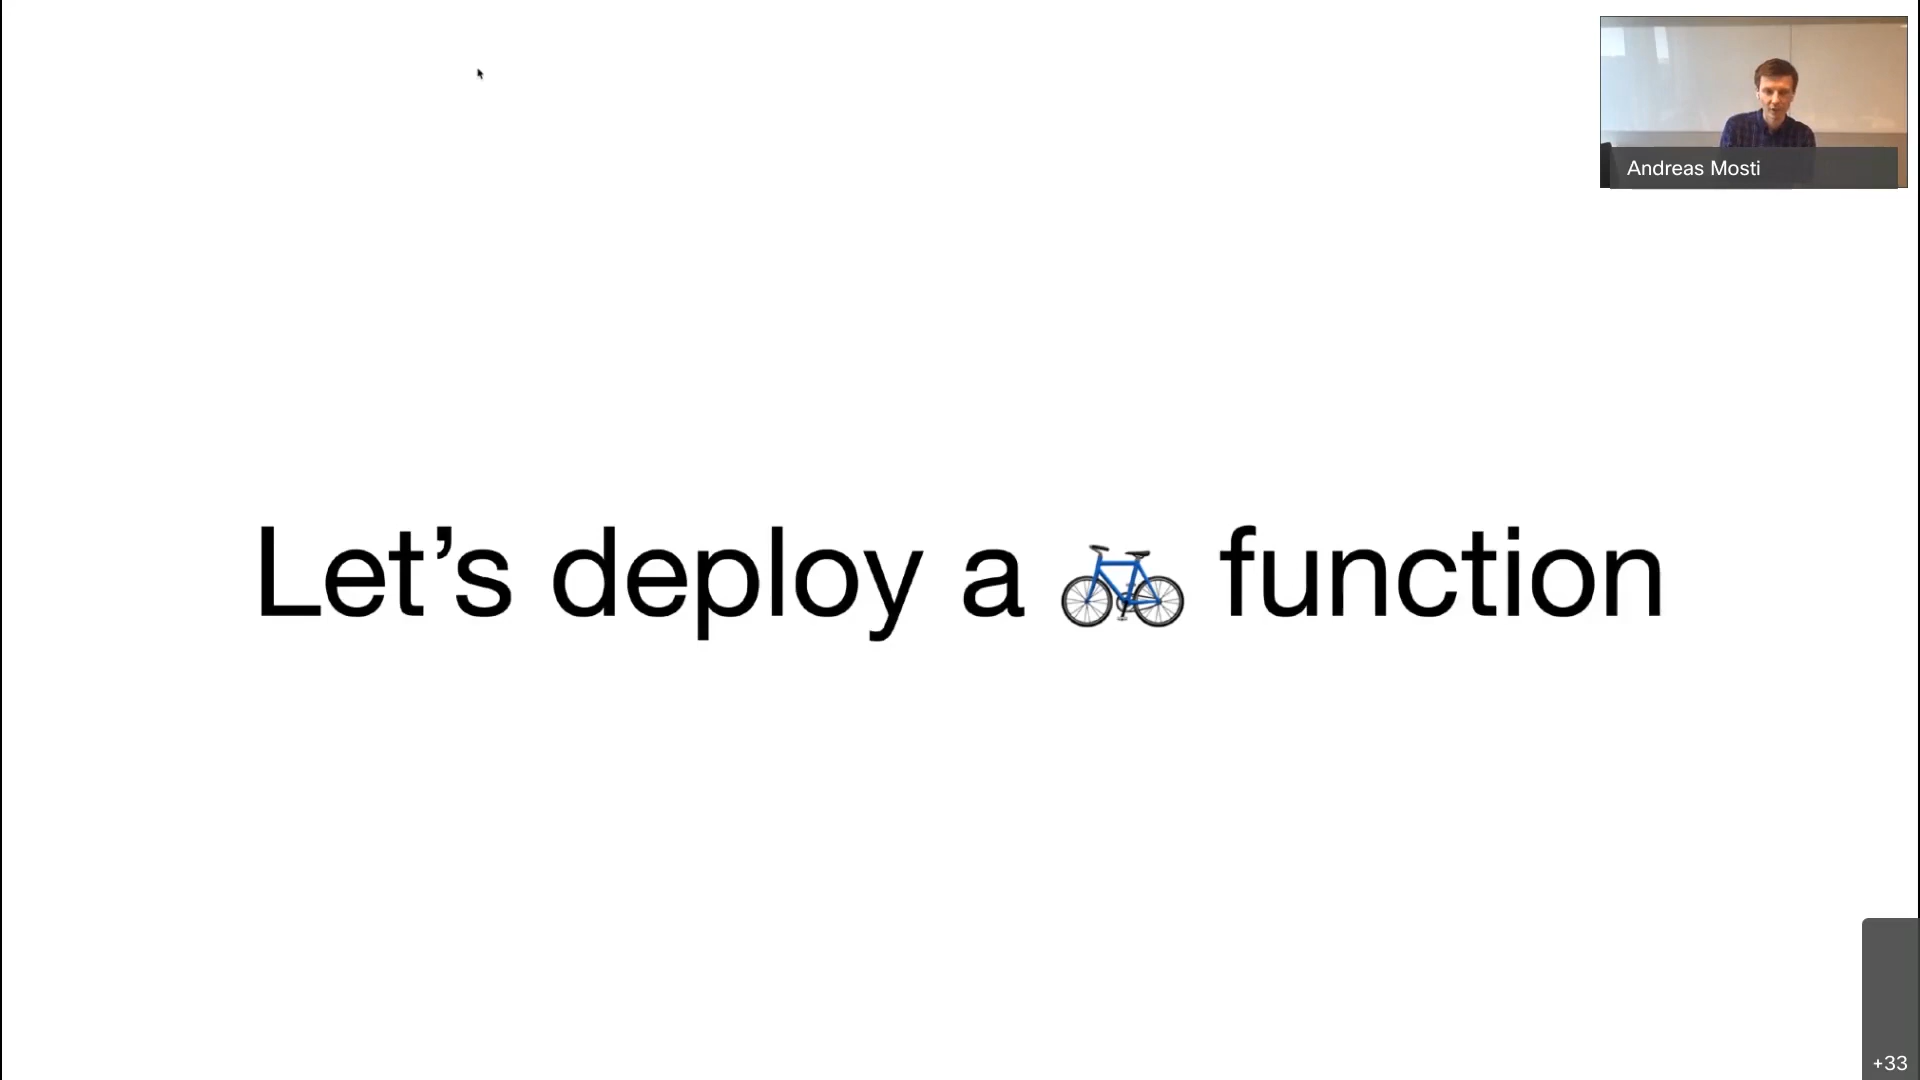 Andreas Mosti
Let’s deploy a 🚲 function
+33